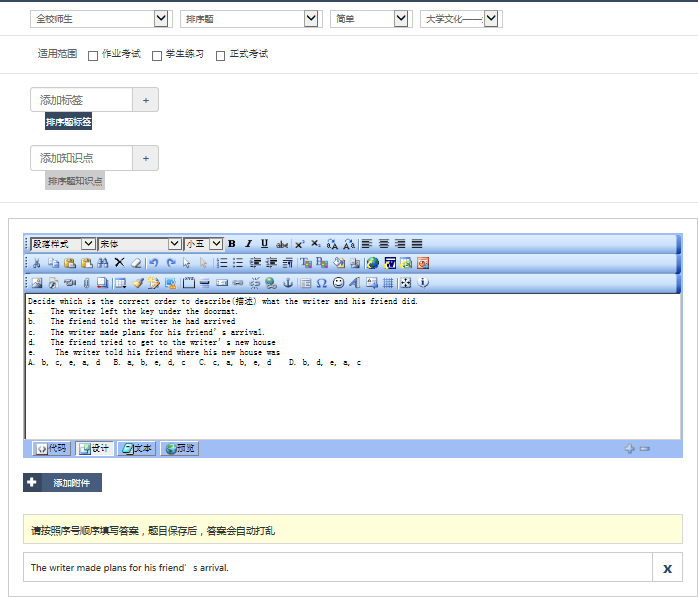 全校师生 排序题 简单 大学文化——
适用范围 作业考试 学生练习 正式考试
添加标签 +
排序题标签
添加知识点 +
排序题知识点
段落样式 宋体 小五 B I U abc x² x₂
Decide which is the correct order to describe(描述) what the writer and his friend did.
a. The writer left the key under the doormat.
b. The friend told the writer he had arrived
c. The writer made plans for his friend’s arrival.
d. The friend tried to get to the writer’s new house
e. The writer told his friend where his new house was
A. b, c, e, a, d B. a, b, e, d, c C. c, a, b, e, d D. b, d, e, a, c
代码 设计 文本 预览
添加附件
请按照序号顺序填写答案，题目保存后，答案会自动打乱
The writer made plans for his friend’s arrival. x